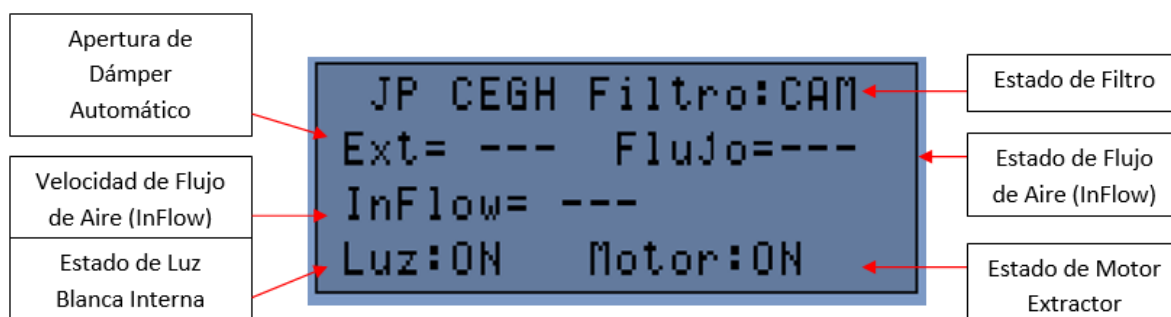 Apertura de
Dámper
Automático
Velocidad de Flujo
de Aire (InFlow)
Estado de Luz
Blanca Interna
JP CEGH Filtro:CAM
Ext= --- Flujo=---
InFlow= ---
Luz:ON Motor:ON
Estado de Filtro
Estado de Flujo
de Aire (InFlow)
Estado de Motor
Extractor